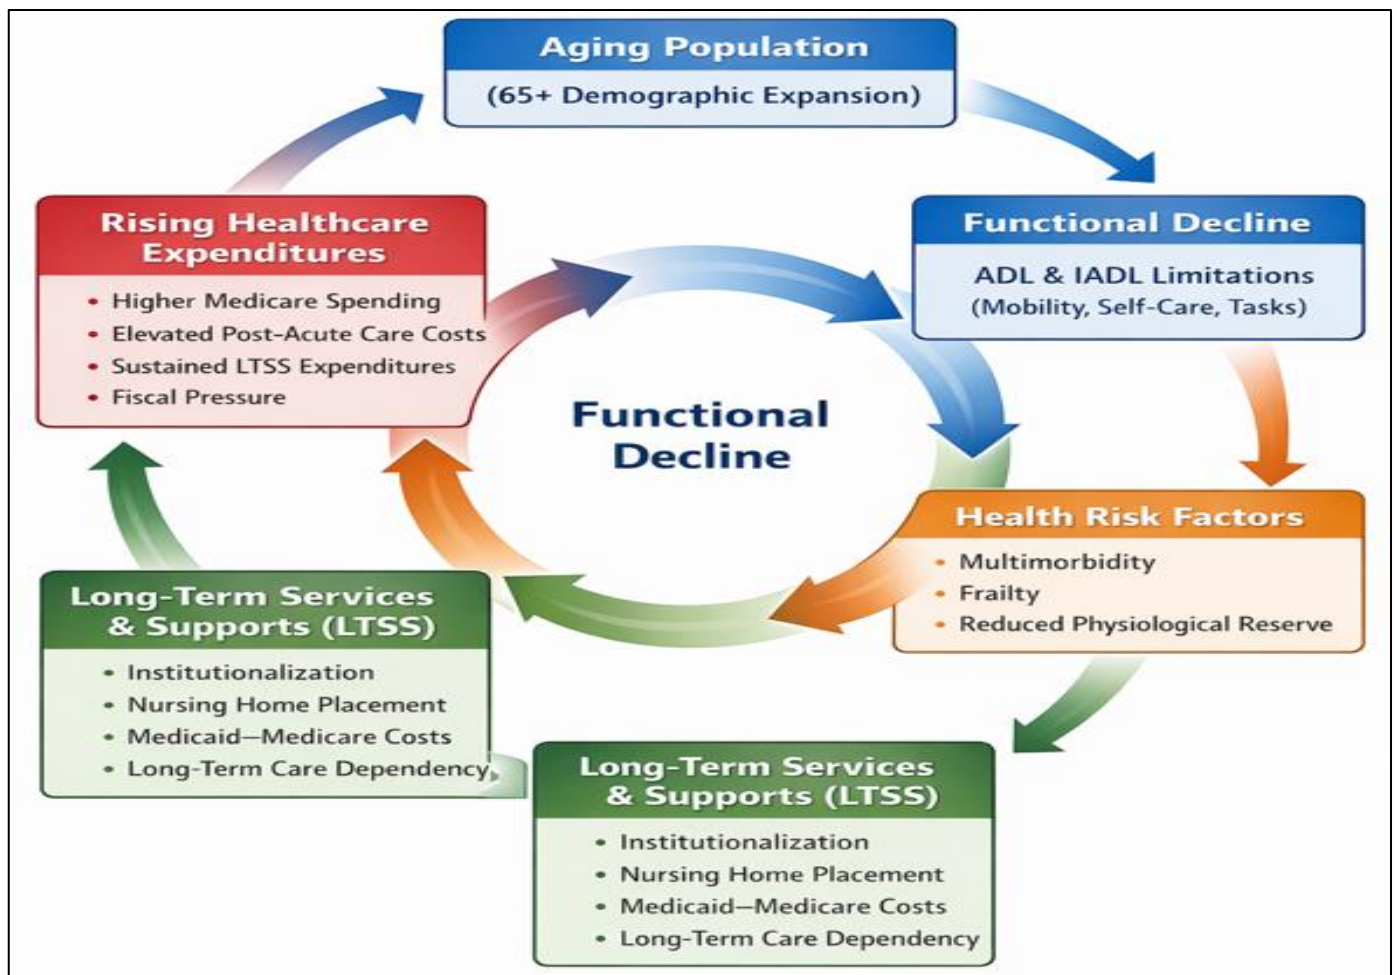 Aging Population
(65+ Demographic Expansion)
Rising Healthcare
Expenditures
• Higher Medicare Spending
• Elevated Post-Acute Care Costs
• Sustained LTSS Expenditures
• Fiscal Pressure
Functional Decline
ADL & IADL Limitations
(Mobility, Self-Care, Tasks)
Functional
Decline
Health Risk Factors
• Multimorbidity
• Frailty
• Reduced Physiological Reserve
Long-Term Services
& Supports (LTSS)
• Institutionalization
• Nursing Home Placement
• Medicaid—Medicare Costs
• Long-Term Care Dependency
Long-Term Services
& Supports (LTSS)
• Institutionalization
• Nursing Home Placement
• Medicaid—Medicare Costs
• Long-Term Care Dependency